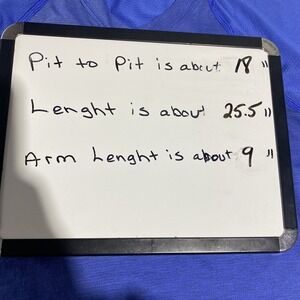 Pit to Pit is about 18 "
Lenght is about 25.5 "
Arm Lenght is about 9 "